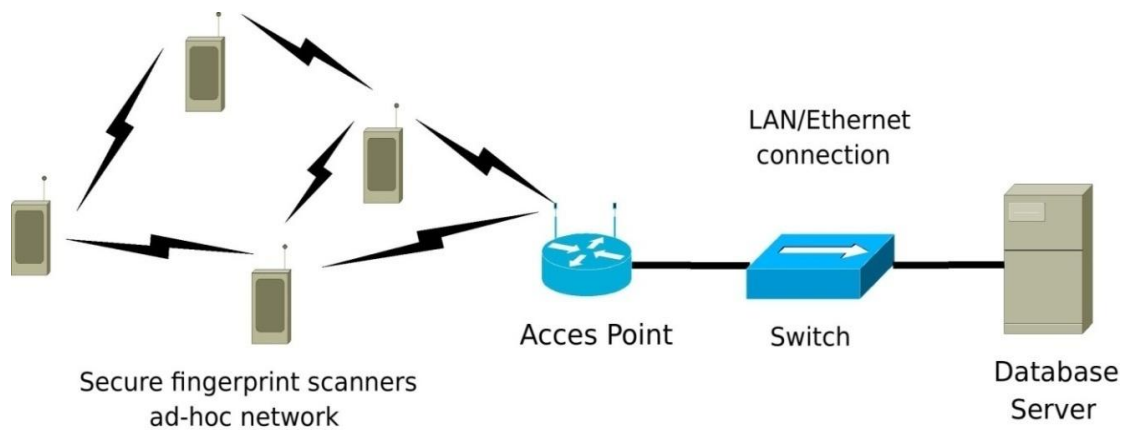 LAN/Ethernet
connection
Acces Point
Switch
Database
Server
Secure fingerprint scanners
ad-hoc network